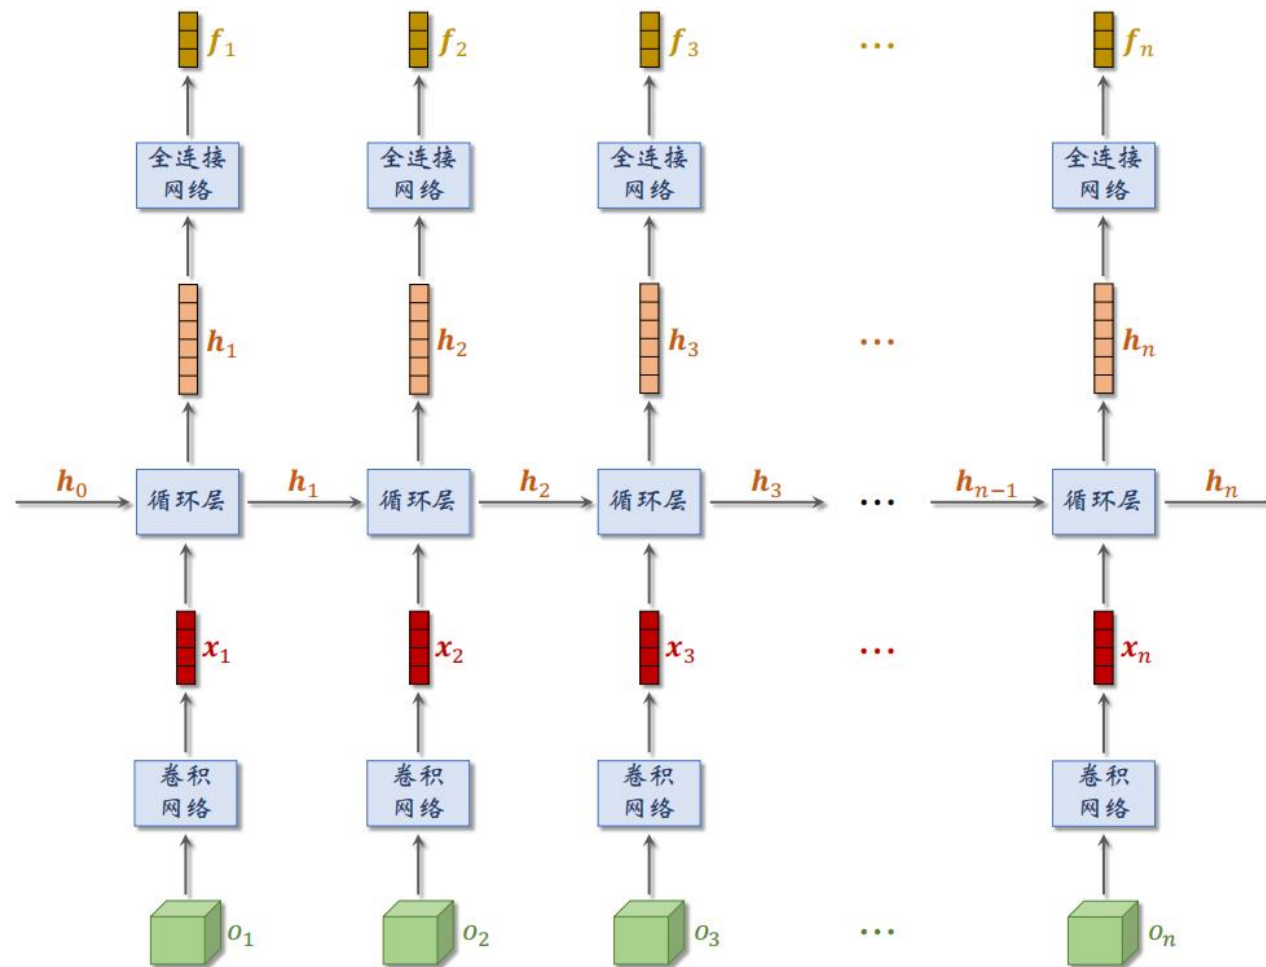 f₁ f₂ f₃ ... fₙ
全连接 全连接 全连接 全连接
网络 网络 网络 网络
h₁ h₂ h₃ ... hₙ
h₀ 循环层 h₁ 循环层 h₂ 循环层 h₃ ... hₙ₋₁ 循环层 hₙ
x₁ x₂ x₃ ... xₙ
卷积 卷积 卷积 卷积
网络 网络 网络 网络
o₁ o₂ o₃ ... oₙ